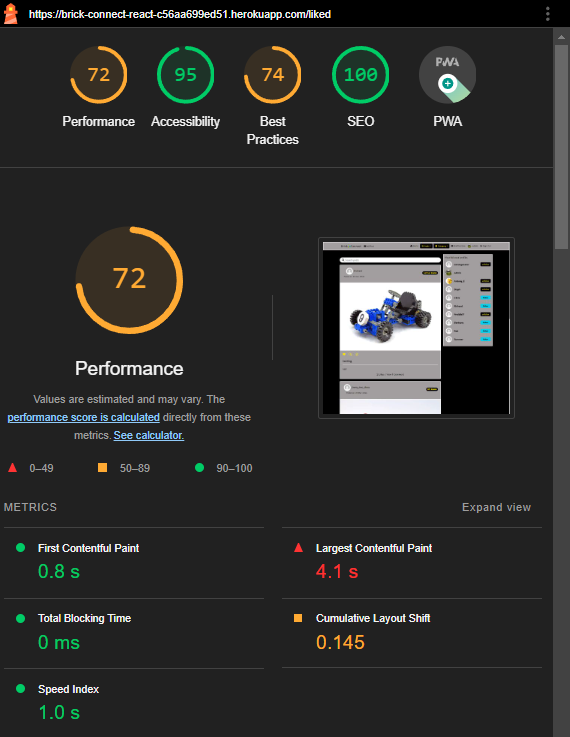 https://brick-connect-react-c56aa699ed51.herokuapp.com/liked
72
95
74
100
PWA
Performance
Accessibility
Best
Practices
SEO
PWA
72
Performance
Values are estimated and may vary. The
performance score is calculated directly from these
metrics. See calculator.
0–49
50–89
90–100
METRICS
Expand view
First Contentful Paint
0.8 s
Largest Contentful Paint
4.1 s
Total Blocking Time
0 ms
Cumulative Layout Shift
0.145
Speed Index
1.0 s